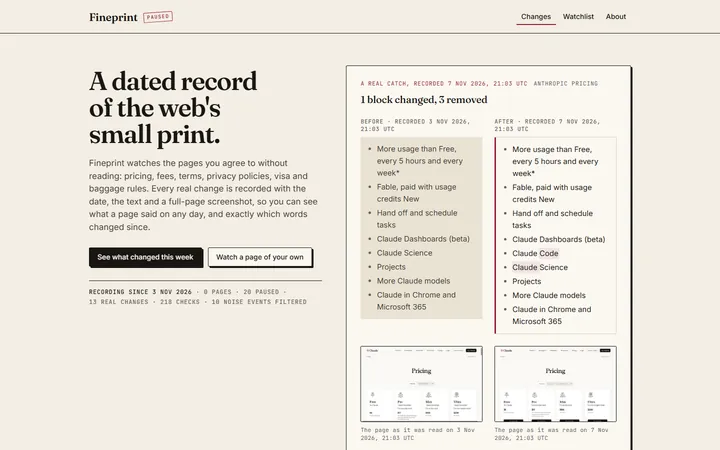 Fineprint PAUSED
Changes Watchlist About
A dated record
of the web's
small print.
Fineprint watches the pages you agree to without
reading: pricing, fees, terms, privacy policies, visa and
baggage rules. Every real change is recorded with the
date, the text and a full-page screenshot, so you can see
what a page said on any day, and exactly which words
changed since.
See what changed this week
Watch a page of your own
RECORDING SINCE 3 NOV 2026 · 0 PAGES · 20 PAUSED ·
13 REAL CHANGES · 218 CHECKS · 10 NOISE EVENTS FILTERED
A REAL CATCH, RECORDED 7 NOV 2026, 21:03 UTC ANTHROPIC PRICING
1 block changed, 3 removed
BEFORE · RECORDED 3 NOV 2026,
21:03 UTC
More usage than Free,
every 5 hours and every
week*
Fable, paid with usage
credits New
Hand off and schedule
tasks
Claude Dashboards (beta)
Claude Science
Projects
More Claude models
Claude in Chrome and
Microsoft 365
AFTER · RECORDED 7 NOV 2026,
21:03 UTC
More usage than Free,
every 5 hours and every
week*
Fable, paid with usage
credits New
Hand off and schedule
tasks
Claude Dashboards (beta)
Claude Code
Claude Science
Projects
More Claude models
Claude in Chrome and
Microsoft 365
Pricing
The page as it was read on 3 Nov
2026, 21:03 UTC
Pricing
The page as it was read on 7 Nov
2026, 21:03 UTC